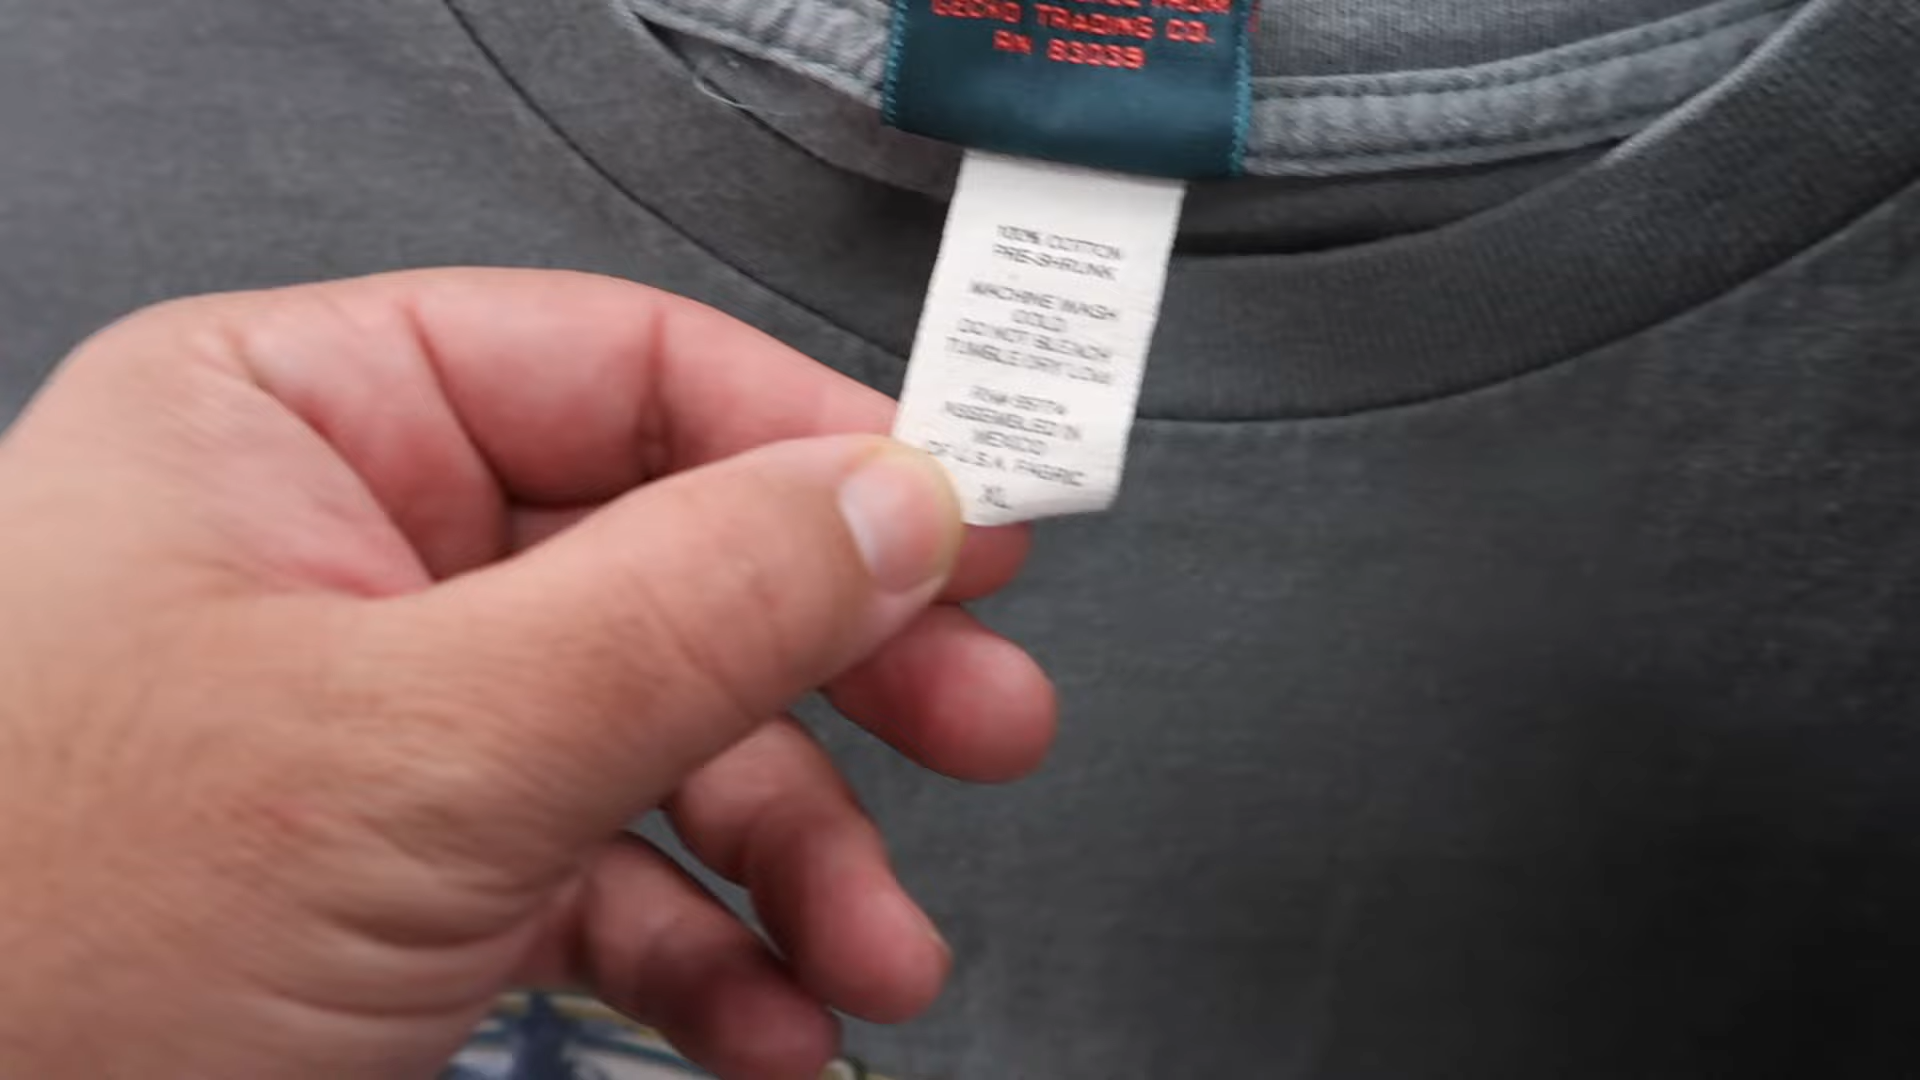 GECKO TRADING CO.
RN 83039
100% COTTON
PRE-SHRUNK
MACHINE WASH
COLD
DO NOT BLEACH
TUMBLE DRY LOW
ASSEMBLED IN
MEXICO
OF U.S.A. FABRIC
XL